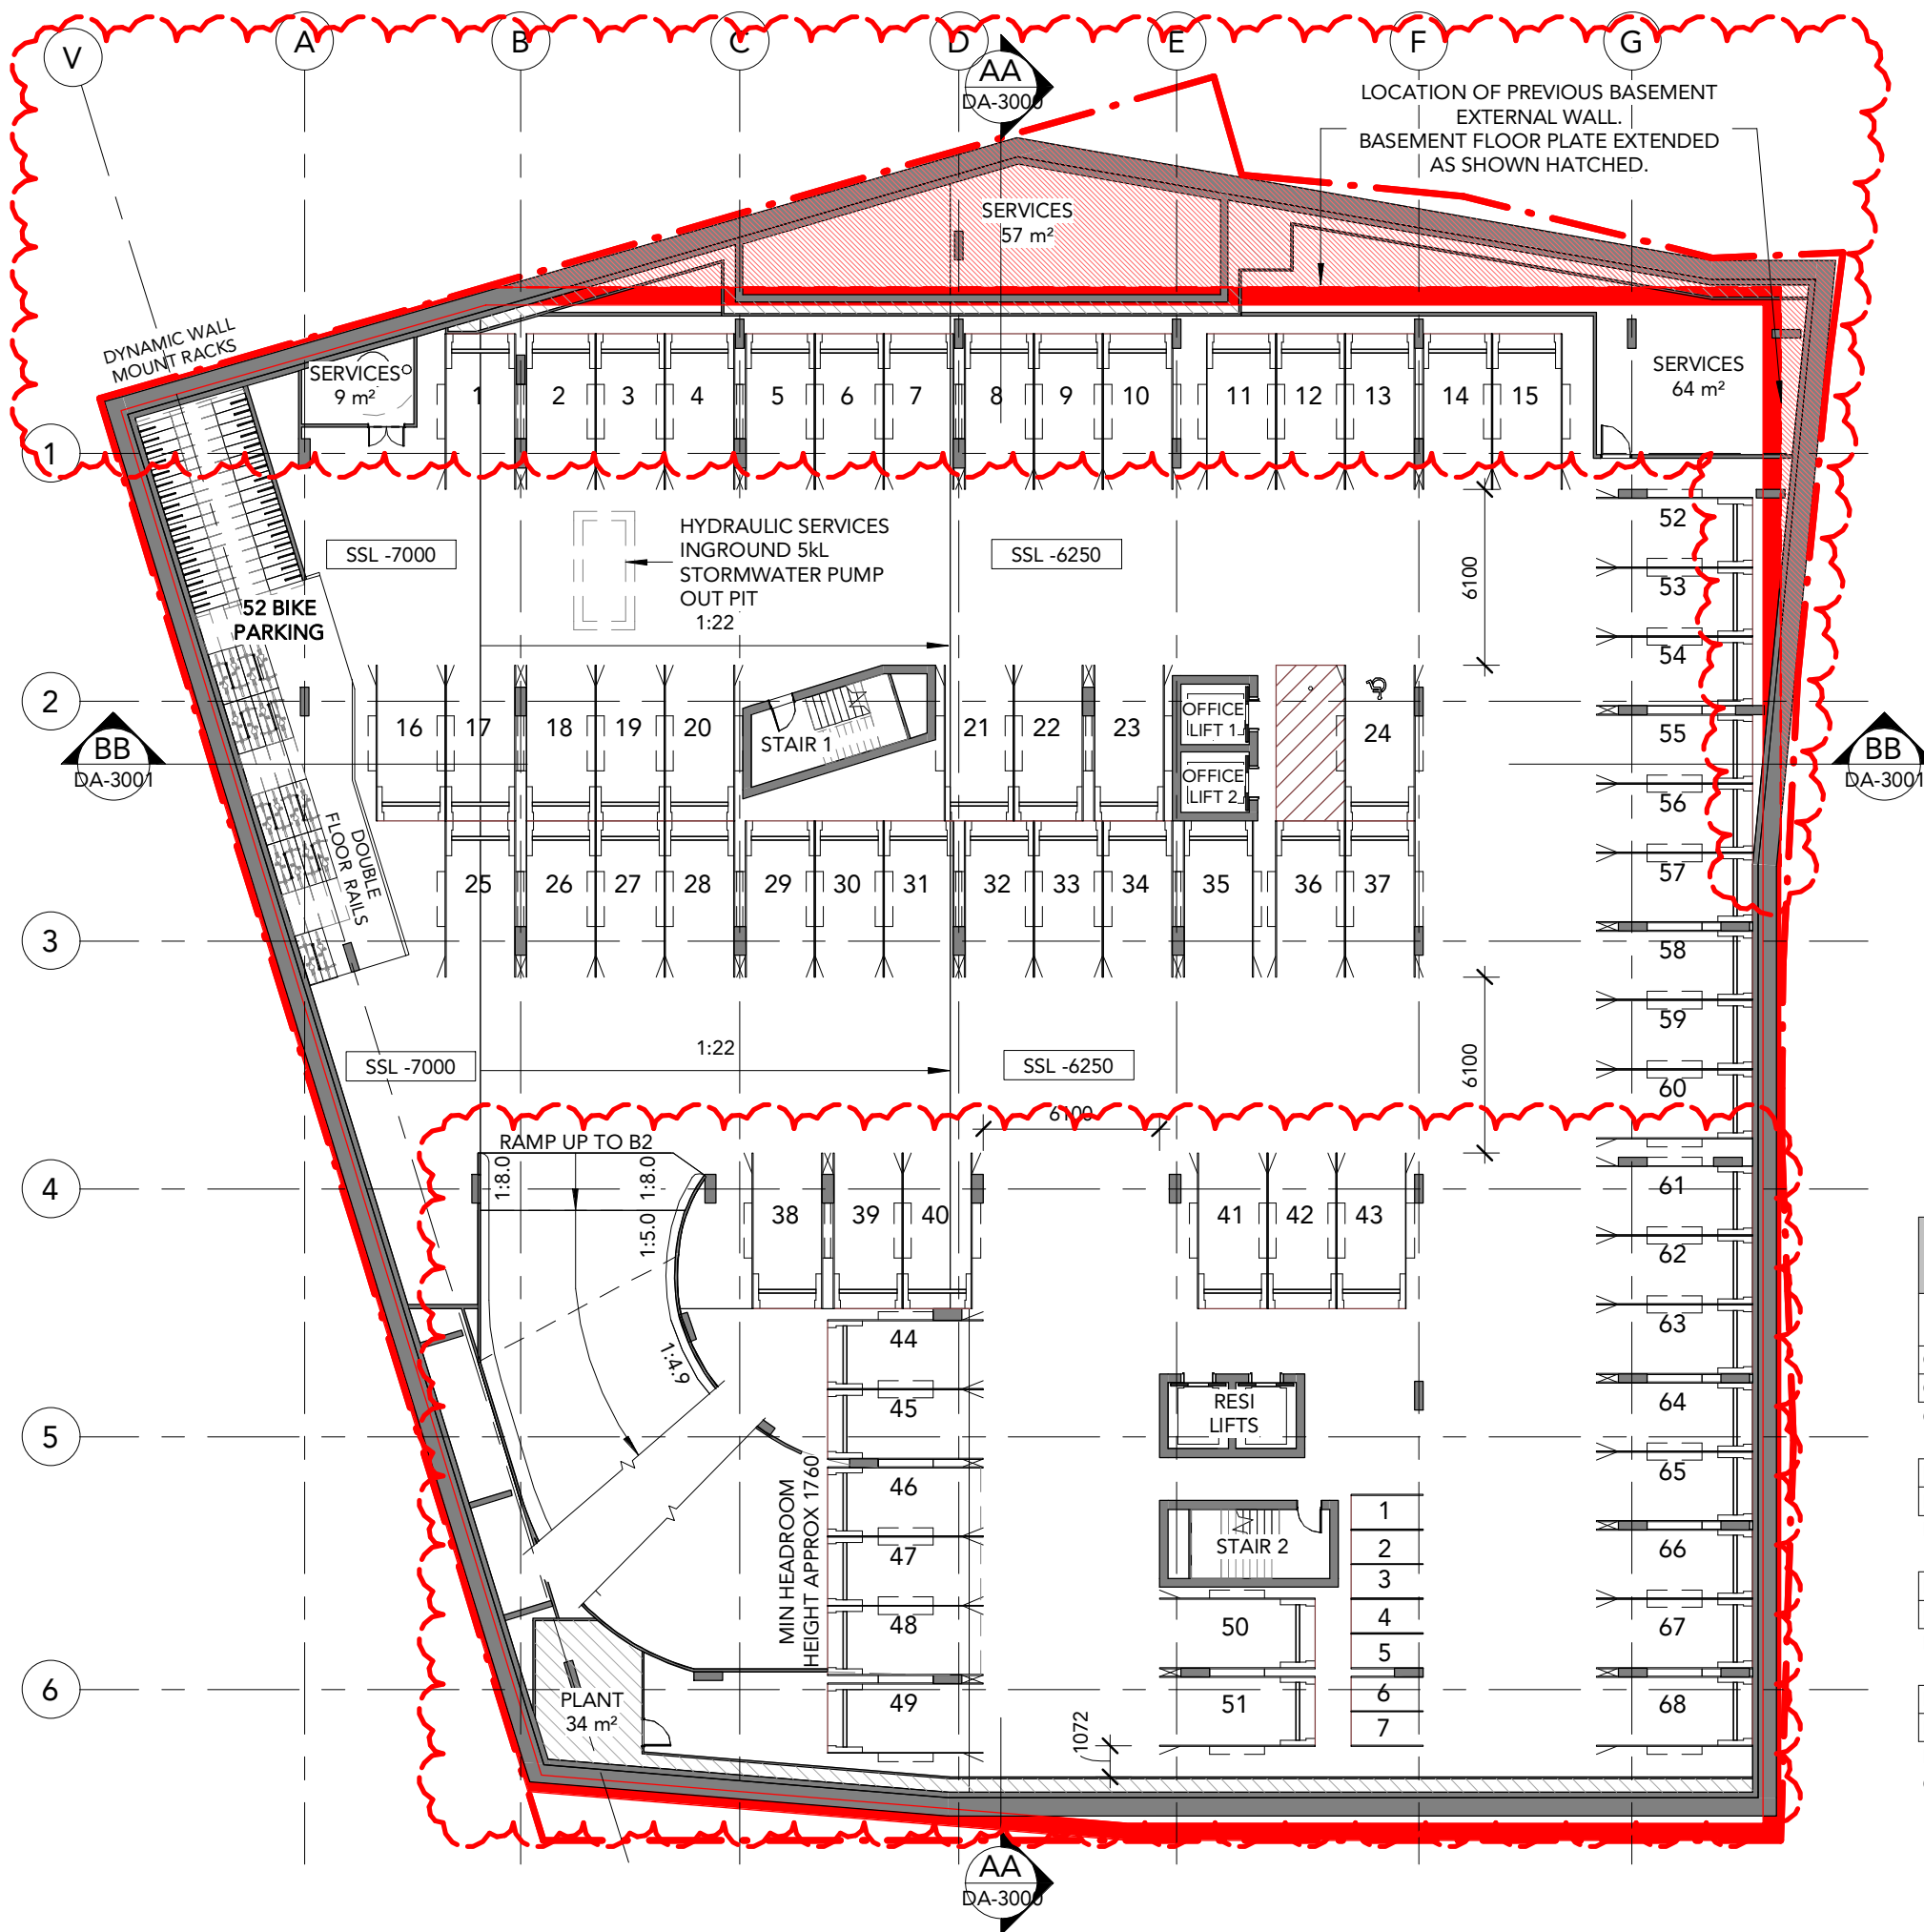 V
A
B
C
D
E
F
G
AA
DA-3000
LOCATION OF PREVIOUS BASEMENT
EXTERNAL WALL.
BASEMENT FLOOR PLATE EXTENDED
AS SHOWN HATCHED.
SERVICES
57 m²
DYNAMIC WALL
MOUNT RACKS
SERVICES
9 m²
SERVICES
64 m²
1 2 3 4 5 6 7 8 9 10 11 12 13 14 15
1
52
53
54
55
56
57
58
59
60
61
62
63
64
65
66
67
68
SSL -7000
HYDRAULIC SERVICES
INGROUND 5kL
STORMWATER PUMP
OUT PIT
1:22
SSL -6250
6100
52 BIKE
PARKING
2
BB
DA-3001
16 17 18 19 20
STAIR 1
21 22 23
OFFICE
LIFT 1
OFFICE
LIFT 2
24
BB
DA-3001
DOUBLE
FLOOR RAILS
25 26 27 28 29 30 31 32 33 34 35 36 37
3
SSL -7000
1:22
SSL -6250
6100
6100
RAMP UP TO B2
1:8.0
1:8.0
1:5.0
1:4.9
4
38 39 40 41 42 43
44
45
46
47
48
49
5
RESI
LIFTS
MIN HEADROOM
HEIGHT APPROX 1760
STAIR 2
1
2
3
4
5
6
7
50
51
6
PLANT
34 m²
1072
AA
DA-3000